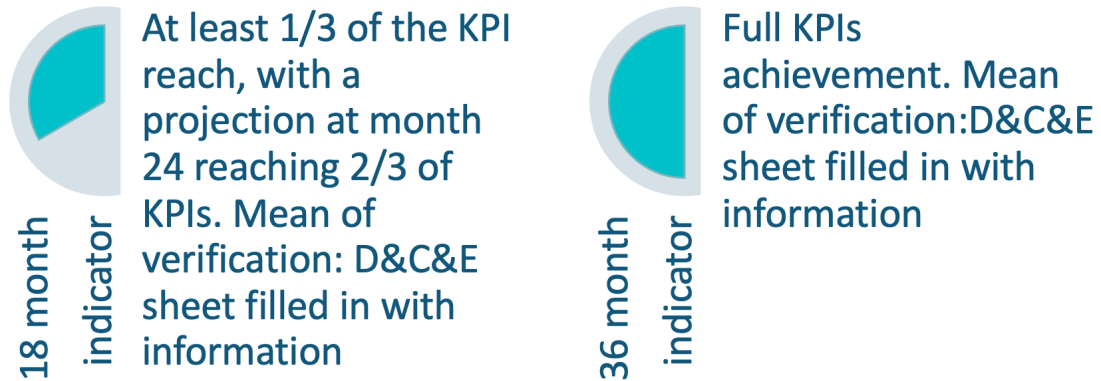 At least 1/3 of the KPI
reach, with a
projection at month
24 reaching 2/3 of
KPIs. Mean of
verification: D&C&E
sheet filled in with
information
18 month
indicator
Full KPIs
achievement. Mean
of verification:D&C&E
sheet filled in with
information
36 month
indicator